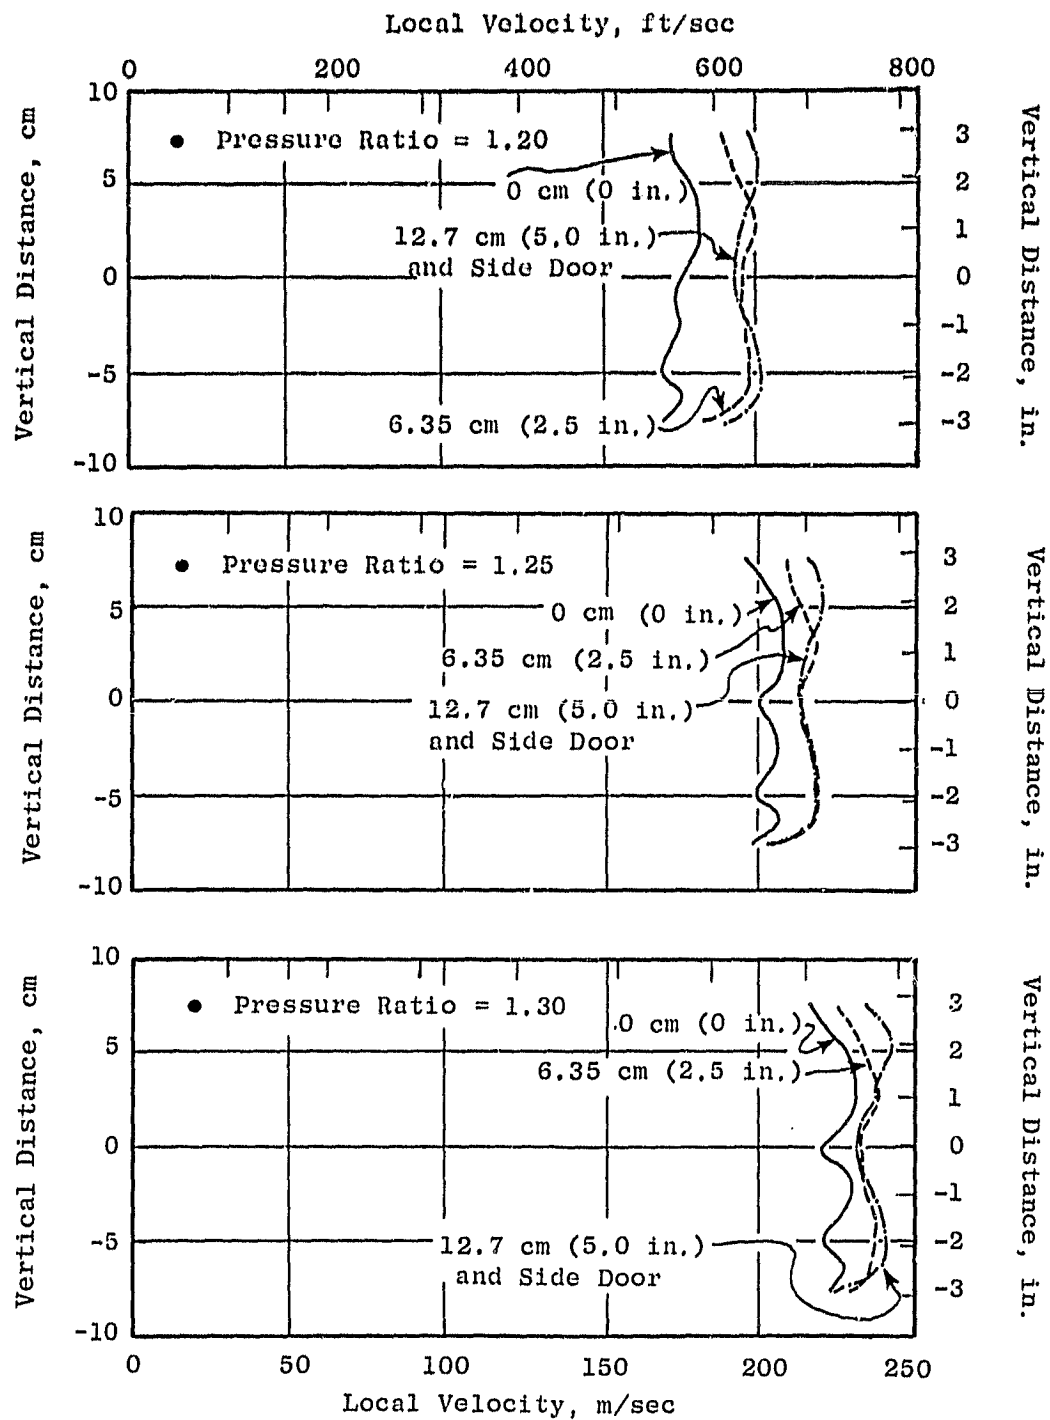 Local Velocity, ft/sec
0 200 400 600 800
10
5
0
-5
-10
Vertical Distance, cm
• Pressure Ratio = 1.20
0 cm (0 in.)
12.7 cm (5.0 in.)
and Side Door
6.35 cm (2.5 in.)
3
2
1
0
-1
-2
-3
Vertical Distance, in.
10
5
0
-5
-10
Vertical Distance, cm
• Pressure Ratio = 1.25
0 cm (0 in.)
6.35 cm (2.5 in.)
12.7 cm (5.0 in.)
and Side Door
3
2
1
0
-1
-2
-3
Vertical Distance, in.
10
5
0
-5
-10
Vertical Distance, cm
• Pressure Ratio = 1.30
0 cm (0 in.)
6.35 cm (2.5 in.)
12.7 cm (5.0 in.)
and Side Door
3
2
1
0
-1
-2
-3
Vertical Distance, in.
0 50 100 150 200 250
Local Velocity, m/sec